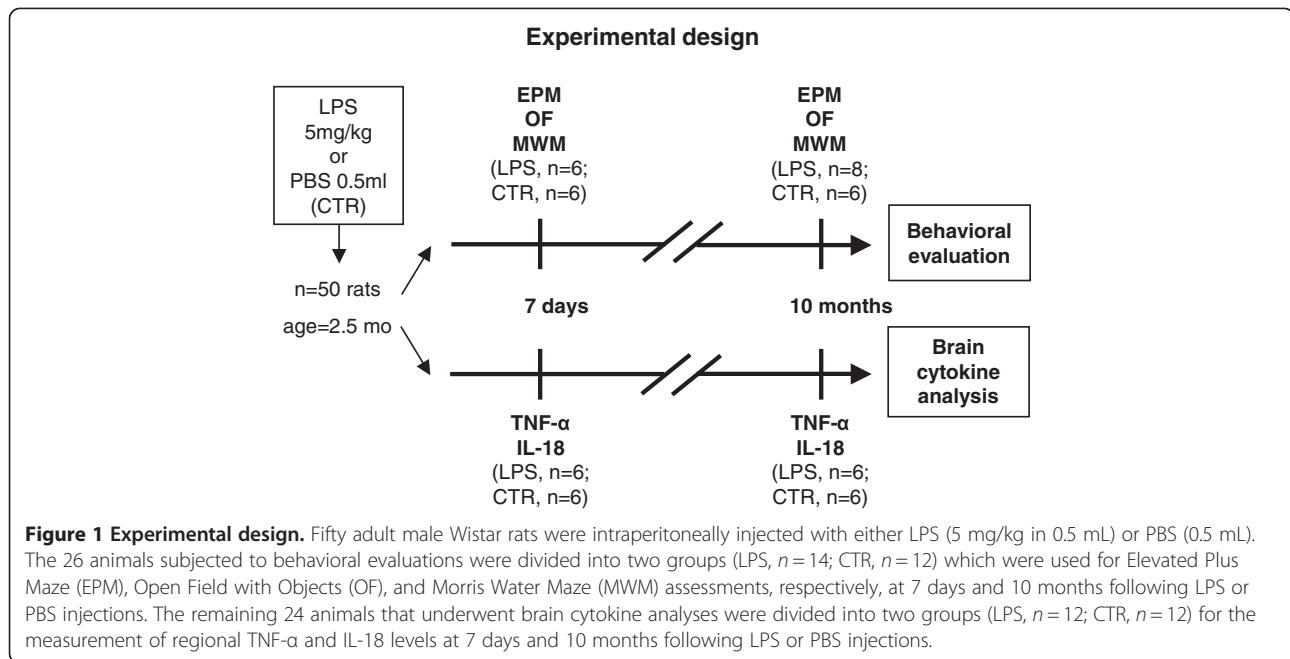 Experimental design
LPS
5mg/kg
or
PBS 0.5ml
(CTR)
n=50 rats
age=2.5 mo
EPM
OF
MWM
(LPS, n=6;
CTR, n=6)
EPM
OF
MWM
(LPS, n=8;
CTR, n=6)
Behavioral
evaluation
7 days
10 months
TNF-α
IL-18
(LPS, n=6;
CTR, n=6)
TNF-α
IL-18
(LPS, n=6;
CTR, n=6)
Brain
cytokine
analysis
Figure 1 Experimental design. Fifty adult male Wistar rats were intraperitoneally injected with either LPS (5 mg/kg in 0.5 mL) or PBS (0.5 mL).
The 26 animals subjected to behavioral evaluations were divided into two groups (LPS, n = 14; CTR, n = 12) which were used for Elevated Plus
Maze (EPM), Open Field with Objects (OF), and Morris Water Maze (MWM) assessments, respectively, at 7 days and 10 months following LPS or
PBS injections. The remaining 24 animals that underwent brain cytokine analyses were divided into two groups (LPS, n = 12; CTR, n = 12) for the
measurement of regional TNF-α and IL-18 levels at 7 days and 10 months following LPS or PBS injections.